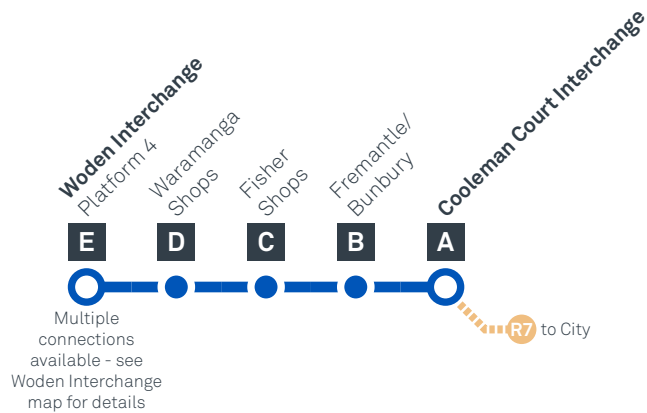 Woden Interchange
Platform 4
Waramanga
Shops
Fisher
Shops
Fremantle/
Bunbury
Cooleman Court Interchange
E
D
C
B
A
Multiple
connections
available - see
Woden Interchange
map for details
R7 to City